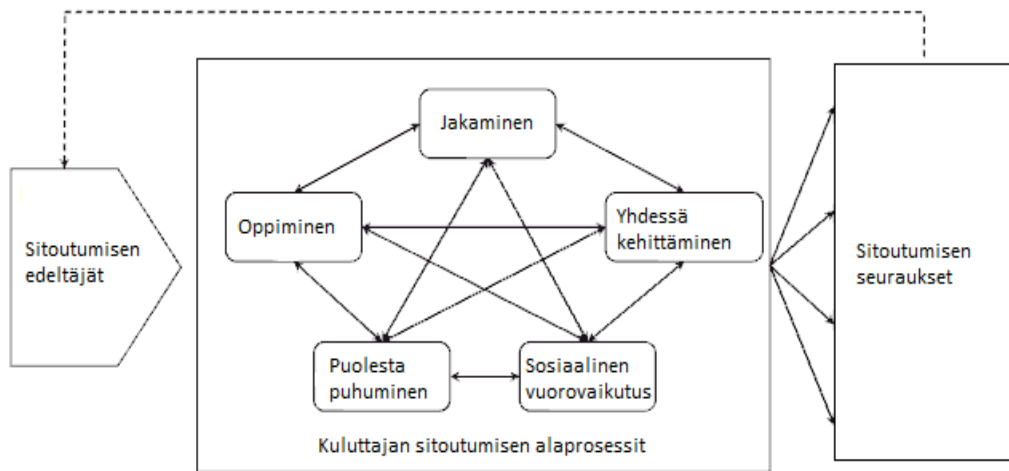 Jakaminen
Oppiminen
Yhdessä
kehittäminen
Sitoutumisen
edeltäjät
Sitoutumisen
seuraukset
Puolesta
puhuminen
Sosiaalinen
vuorovaikutus
Kuluttajan sitoutumisen alaprosessit